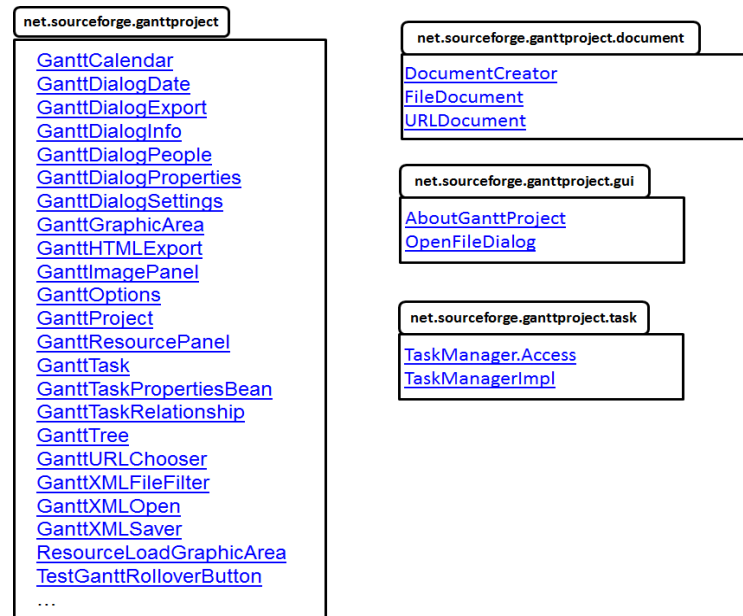 net.sourceforge.ganttproject
GanttCalendar
GanttDialogDate
GanttDialogExport
GanttDialogInfo
GanttDialogPeople
GanttDialogProperties
GanttDialogSettings
GanttGraphicArea
GanttHTMLExport
GanttImagePanel
GanttOptions
GanttProject
GanttResourcePanel
GanttTask
GanttTaskPropertiesBean
GanttTaskRelationship
GanttTree
GanttURLChooser
GanttXMLFileFilter
GanttXMLOpen
GanttXMLSaver
ResourceLoadGraphicArea
TestGanttRolloverButton
...
net.sourceforge.ganttproject.document
DocumentCreator
FileDocument
URLDocument
net.sourceforge.ganttproject.gui
AboutGanttProject
OpenFileDialog
net.sourceforge.ganttproject.task
TaskManager.Access
TaskManagerImpl